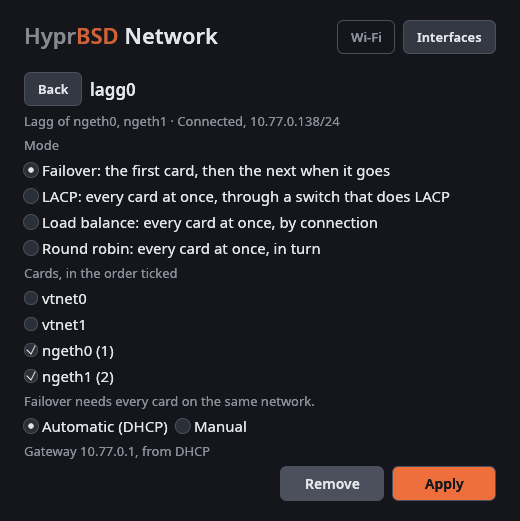 HyprBSD Network
Wi-Fi
Interfaces
Back
lagg0
Lagg of ngeth0, ngeth1 · Connected, 10.77.0.138/24
Mode
Failover: the first card, then the next when it goes
LACP: every card at once, through a switch that does LACP
Load balance: every card at once, by connection
Round robin: every card at once, in turn
Cards, in the order ticked
vtnet0
vtnet1
ngeth0 (1)
ngeth1 (2)
Failover needs every card on the same network.
Automatic (DHCP) Manual
Gateway 10.77.0.1, from DHCP
Remove
Apply